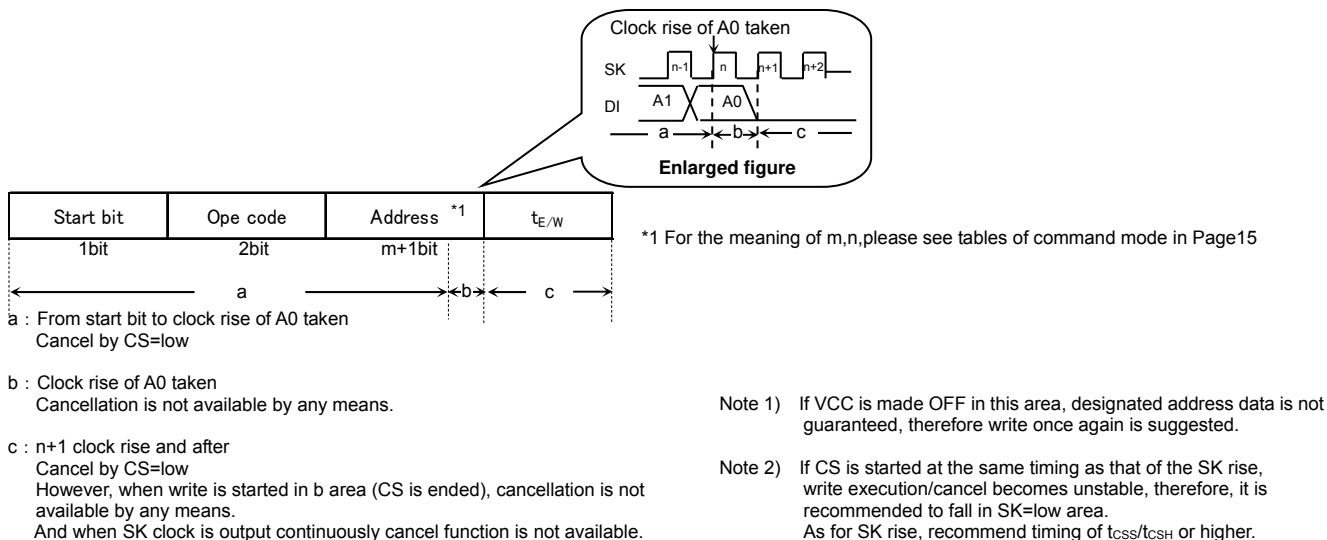 Clock rise of A0 taken
SK n-1 n n+1 n+2
DI A1 A0
a b c
Enlarged figure
Start bit Ope code Address *1 tE/W
1bit 2bit m+1bit
*1 For the meaning of m,n,please see tables of command mode in Page15
a b c
a : From start bit to clock rise of A0 taken
Cancel by CS=low
b : Clock rise of A0 taken
Cancellation is not available by any means.
c : n+1 clock rise and after
Cancel by CS=low
However, when write is started in b area (CS is ended), cancellation is not
available by any means.
And when SK clock is output continuously cancel function is not available.
Note 1) If VCC is made OFF in this area, designated address data is not
guaranteed, therefore write once again is suggested.
Note 2) If CS is started at the same timing as that of the SK rise,
write execution/cancel becomes unstable, therefore, it is
recommended to fall in SK=low area.
As for SK rise, recommend timing of tCSS/tCSH or higher.